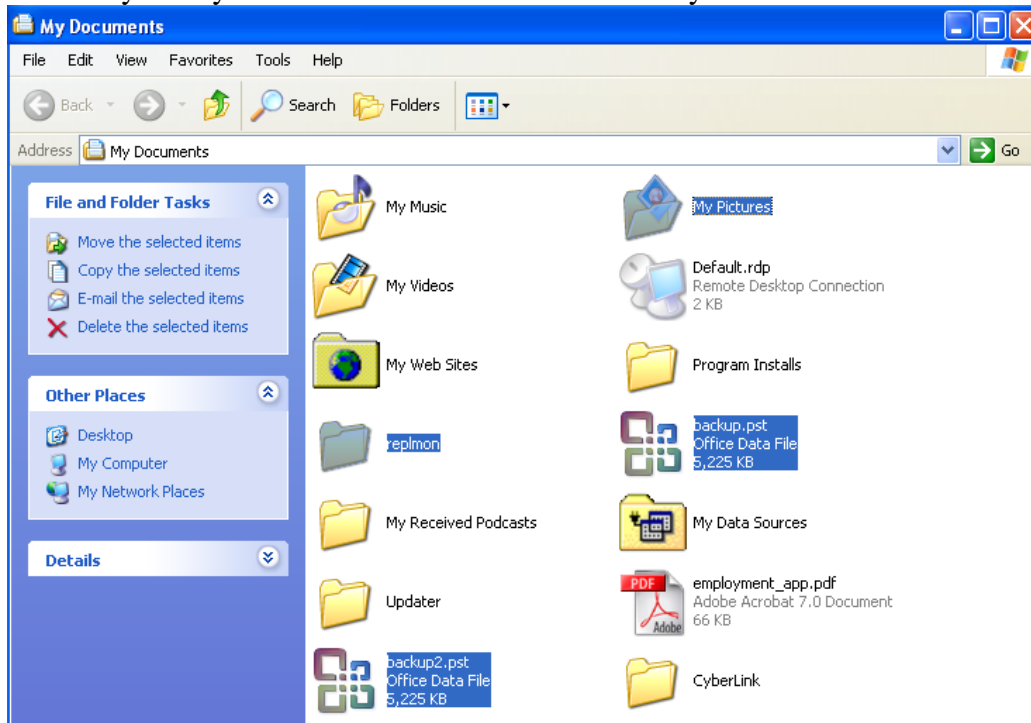 My Documents
File Edit View Favorites Tools Help
Back Search Folders
Address My Documents Go
File and Folder Tasks
Move the selected items
Copy the selected items
E-mail the selected items
Delete the selected items
Other Places
Desktop
My Computer
My Network Places
Details
My Music
My Pictures
My Videos
Default.rdp
Remote Desktop Connection
2 KB
My Web Sites
Program Installs
replmon
backup.pst
Office Data File
5,225 KB
My Received Podcasts
My Data Sources
Updater
PDF
Adobe
employment_app.pdf
Adobe Acrobat 7.0 Document
66 KB
backup2.pst
Office Data File
5,225 KB
CyberLink